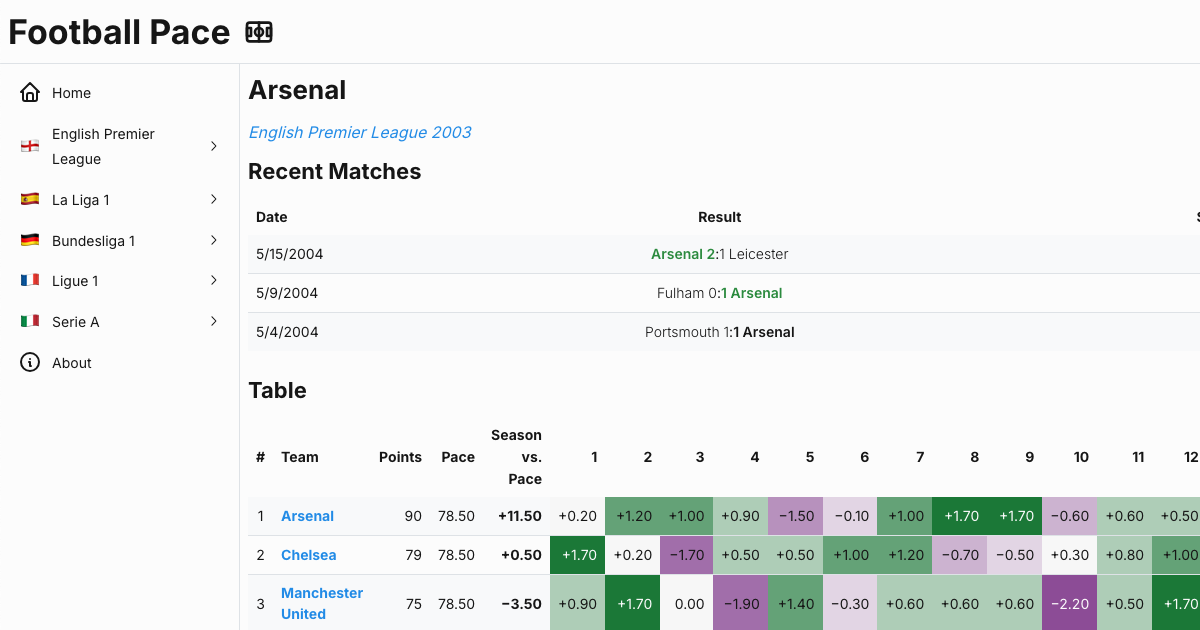 Football Pace
Home
English Premier
League
La Liga 1
Bundesliga 1
Ligue 1
Serie A
About
Arsenal
English Premier League 2003
Recent Matches
Date Result
5/15/2004 Arsenal 2:1 Leicester
5/9/2004 Fulham 0:1 Arsenal
5/4/2004 Portsmouth 1:1 Arsenal
Table
# Team Points Pace Season vs. Pace 1 2 3 4 5 6 7 8 9 10 11 12
1 Arsenal 90 78.50 +11.50 +0.20 +1.20 +1.00 +0.90 −1.50 −0.10 +1.00 +1.70 +1.70 −0.60 +0.60 +0.50
2 Chelsea 79 78.50 +0.50 +1.70 +0.20 −1.70 +0.50 +0.50 +1.00 +1.20 −0.70 −0.50 +0.30 +0.80 +1.00
3 Manchester United 75 78.50 −3.50 +0.90 +1.70 0.00 −1.90 +1.40 −0.30 +0.60 +0.60 +0.60 −2.20 +0.50 +1.70